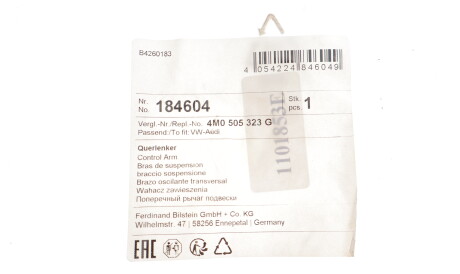 B4260183
4 054224 846049
Nr.
No. 184604
Stk.
pcs. 1
Vergl.-Nr./Repl.-No. 4M0 505 323 G
Passend/To fit: VW-Audi
1101853E
Querlenker
Control Arm
Bras de suspension
braccio sospensione
Brazo oscilante transversal
Wahacz zawieszenia
Поперечный рычаг подвески
Ferdinand Bilstein GmbH + Co. KG
Wilhelmstr. 47 | 58256 Ennepetal | Germany
EAC